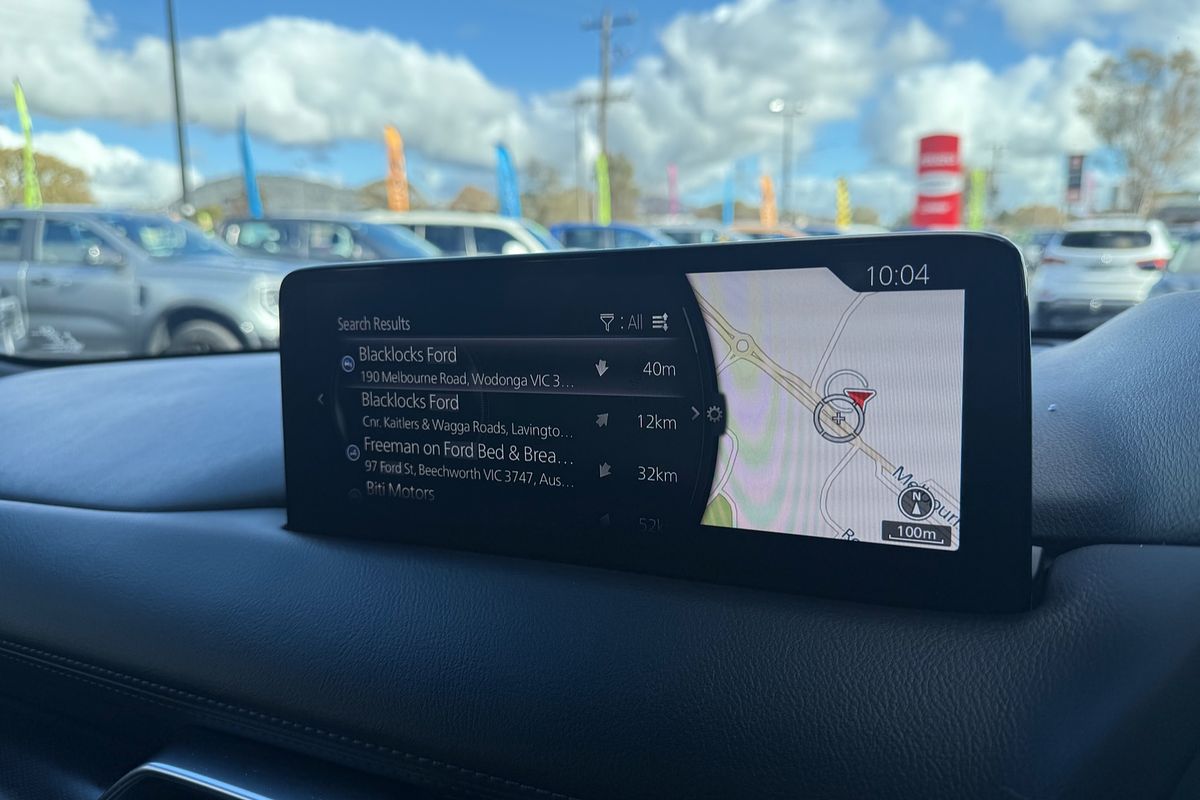 10:04
Search Results
: All
Blacklocks Ford
190 Melbourne Road, Wodonga VIC 3...
40m
Blacklocks Ford
Cnr. Kaitlers & Wagga Roads, Lavingto...
12km
Freeman on Ford Bed & Brea...
97 Ford St, Beechworth VIC 3747, Aus...
32km
Biti Motors
52k
N
100m